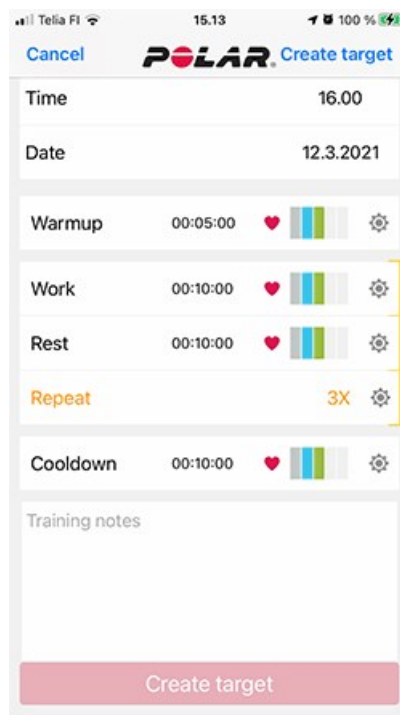 Telia FI 15.13 100 %
Cancel POLAR. Create target
Time 16.00
Date 12.3.2021
Warmup 00:05:00
Work 00:10:00
Rest 00:10:00
Repeat 3X
Cooldown 00:10:00
Training notes
Create target